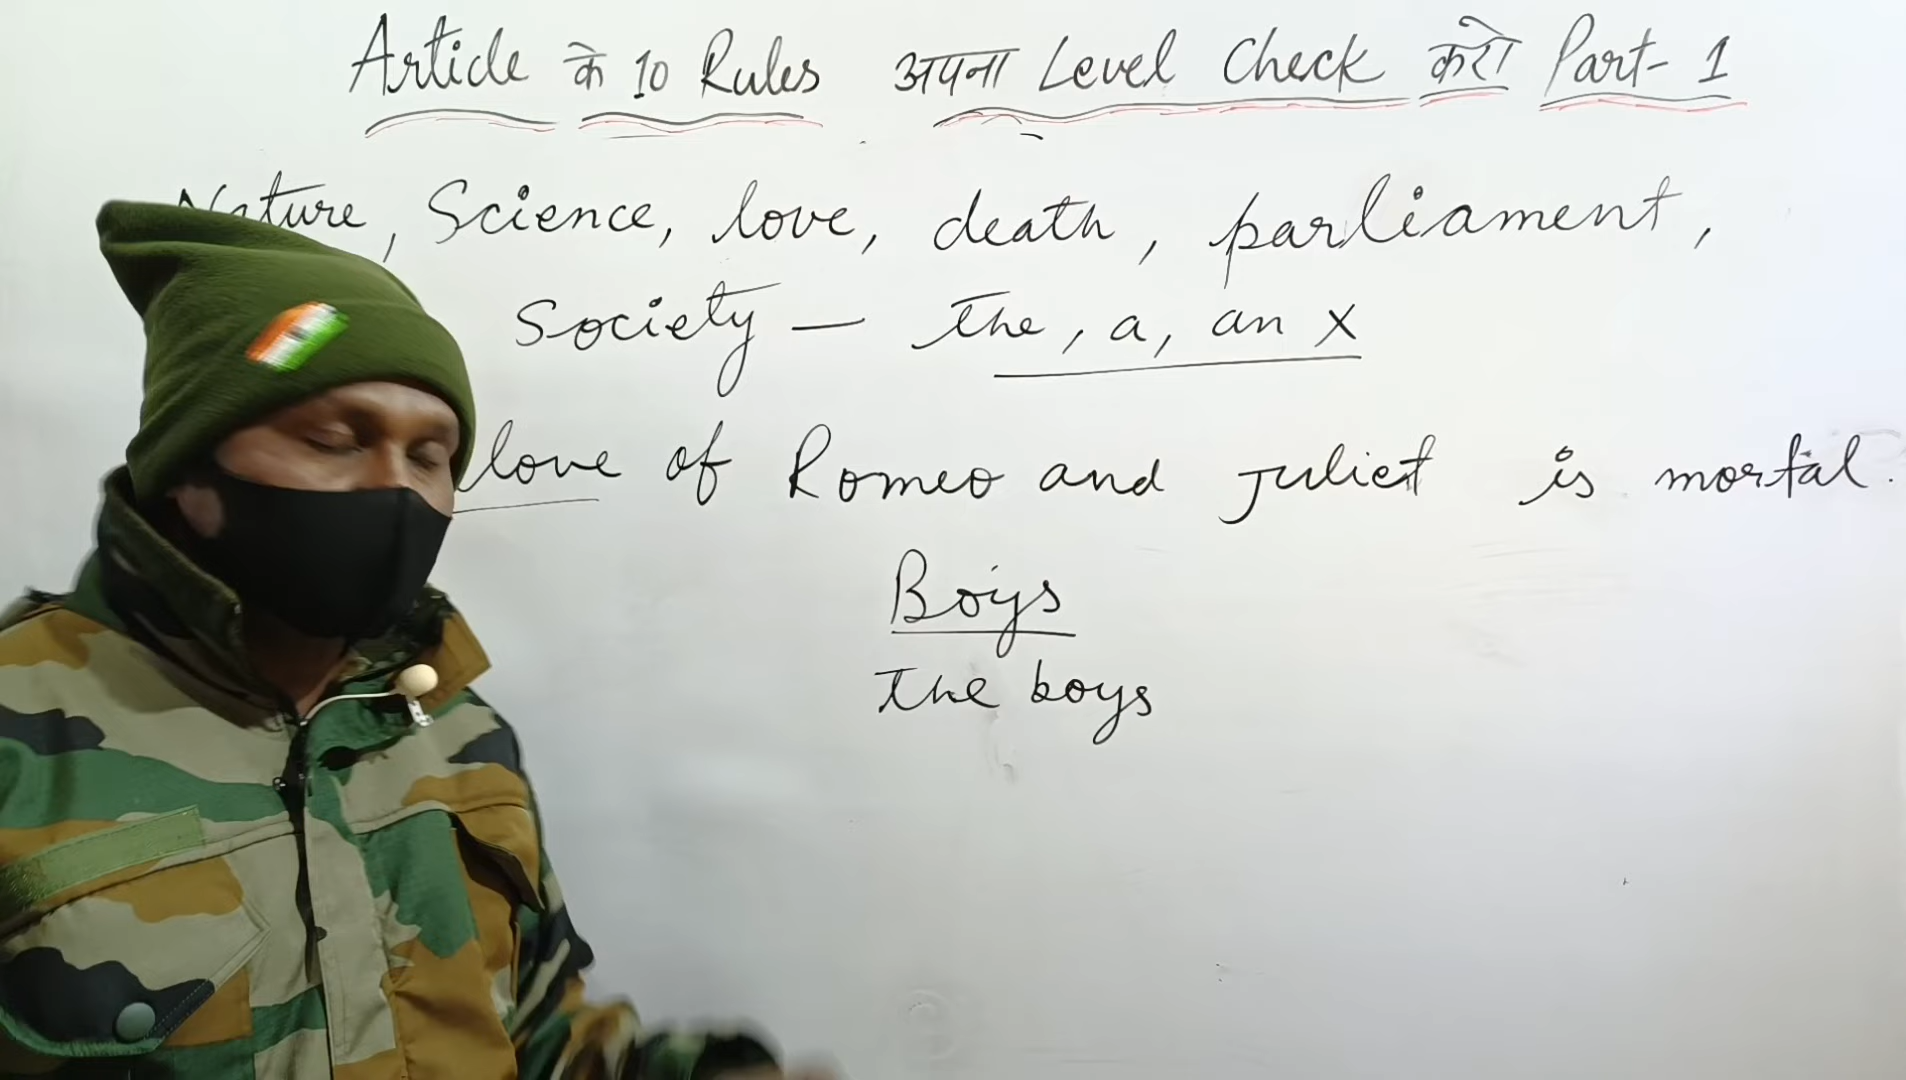 Article के 10 Rules अपना Level Check करो Part- 1
Nature, Science, love, death, parliament,
Society — the, a, an X
love of Romeo and Juliet is mortal.
Boys
the boys